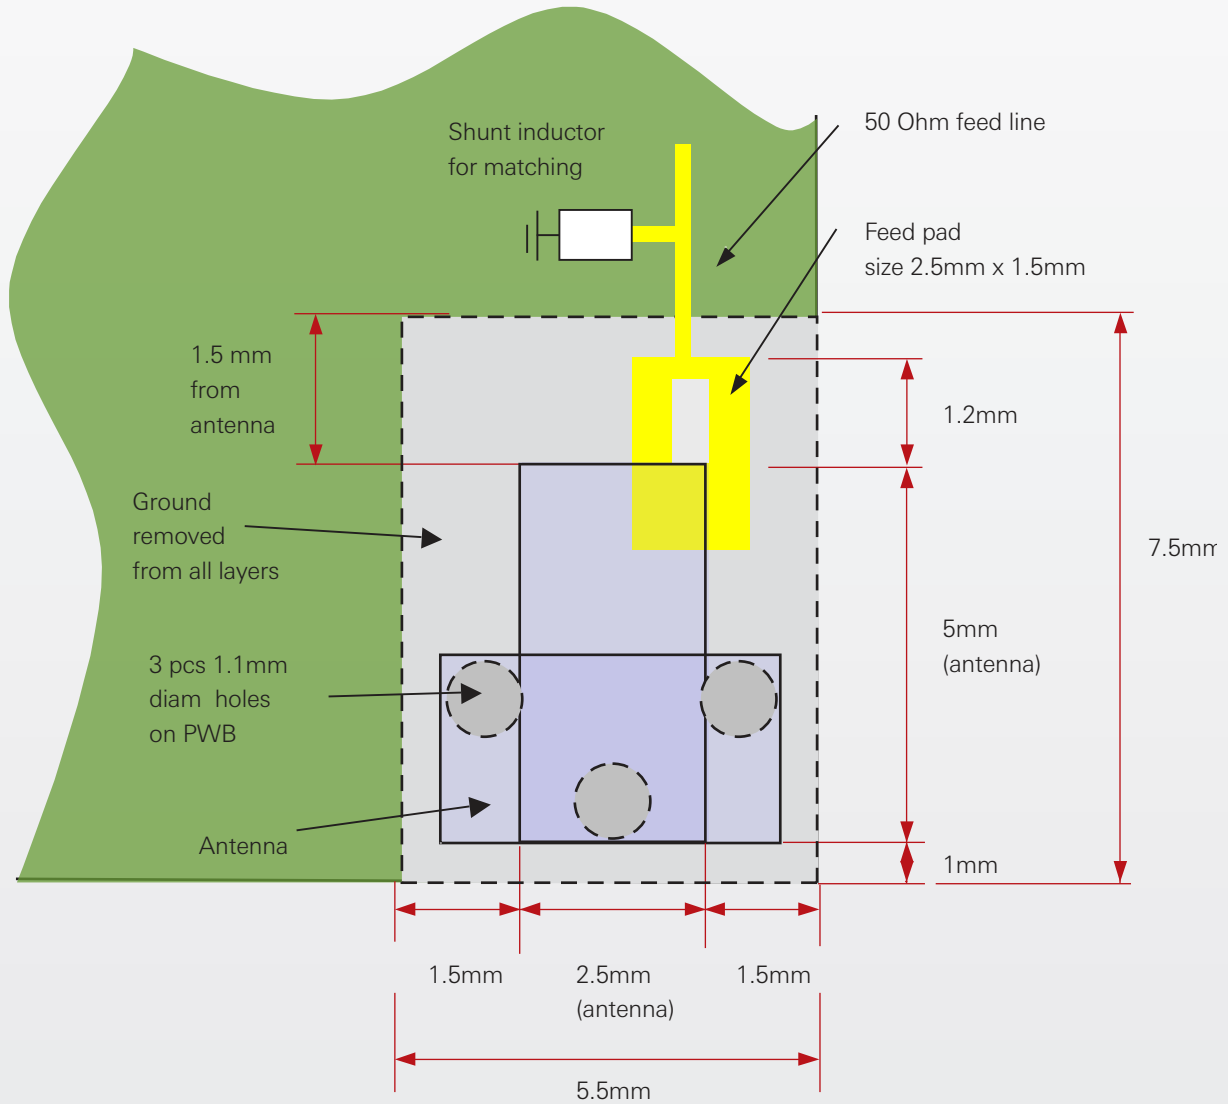 Shunt inductor
for matching
50 Ohm feed line
Feed pad
size 2.5mm x 1.5mm
1.5 mm
from
antenna
1.2mm
Ground
removed
from all layers
7.5mm
5mm
(antenna)
3 pcs 1.1mm
diam holes
on PWB
Antenna
1mm
1.5mm
2.5mm
(antenna)
1.5mm
5.5mm